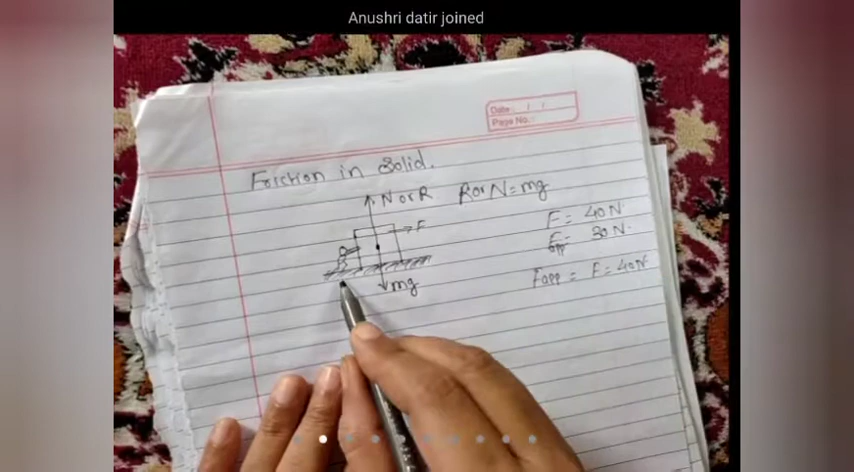 Anushri datir joined
Date: / /
Page No.:
Friction in Solid.
N or R
R or N = mg
F
F = 40 N
30 N.
mg
Fapp = F = 40N